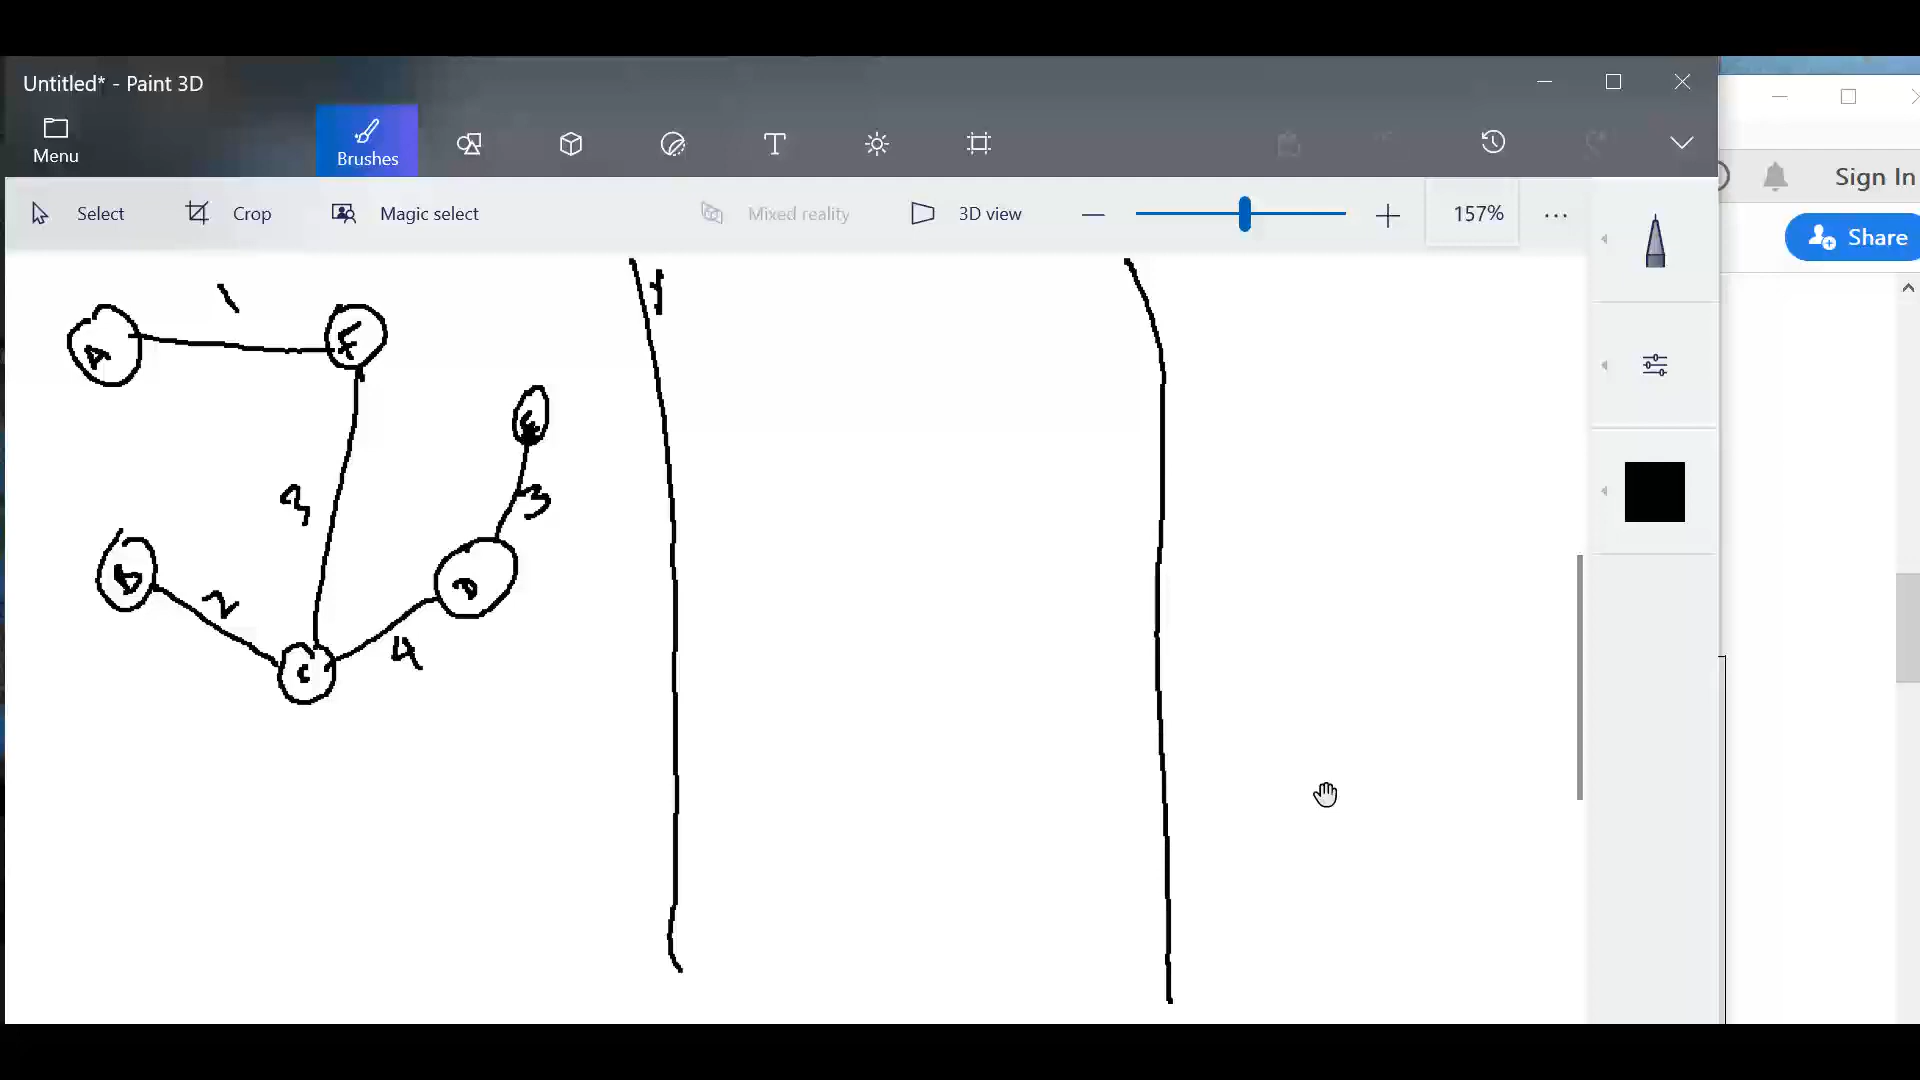 Untitled* - Paint 3D
Menu
Brushes
Sign In
Select
Crop
Magic select
Mixed reality
3D view
157%
...
Share
1
A
F
E
3
3
B
2
D
4
C